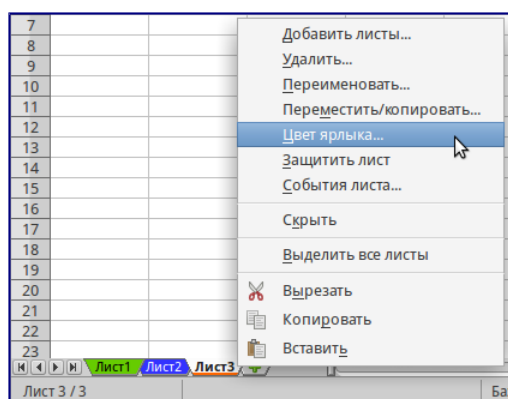 7
8
9
10
11
12
13
14
15
16
17
18
19
20
21
22
23
Добавить листы...
Удалить...
Переименовать...
Переместить/копировать...
Цвет ярлыка...
Защитить лист
События листа...
Скрыть
Выделить все листы
Вырезать
Копировать
Вставить
Лист1 Лист2 Лист3
Лист 3 / 3
Ба